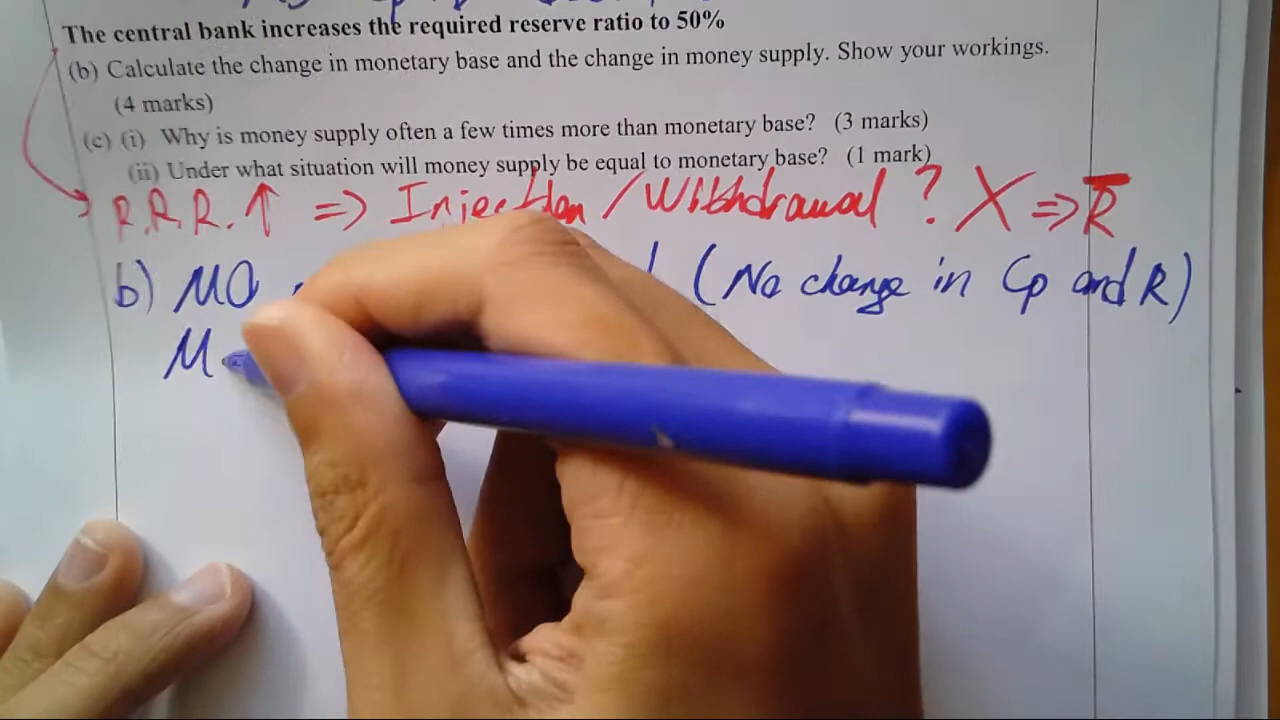 The central bank increases the required reserve ratio to 50%
(b) Calculate the change in monetary base and the change in money supply. Show your workings.
(4 marks)
(c) (i) Why is money supply often a few times more than monetary base? (3 marks)
(ii) Under what situation will money supply be equal to monetary base? (1 mark)
R.R.R. ↑ => Injection / Withdrawal ? X => R̅
b) MO (No change in Cp and R)
M